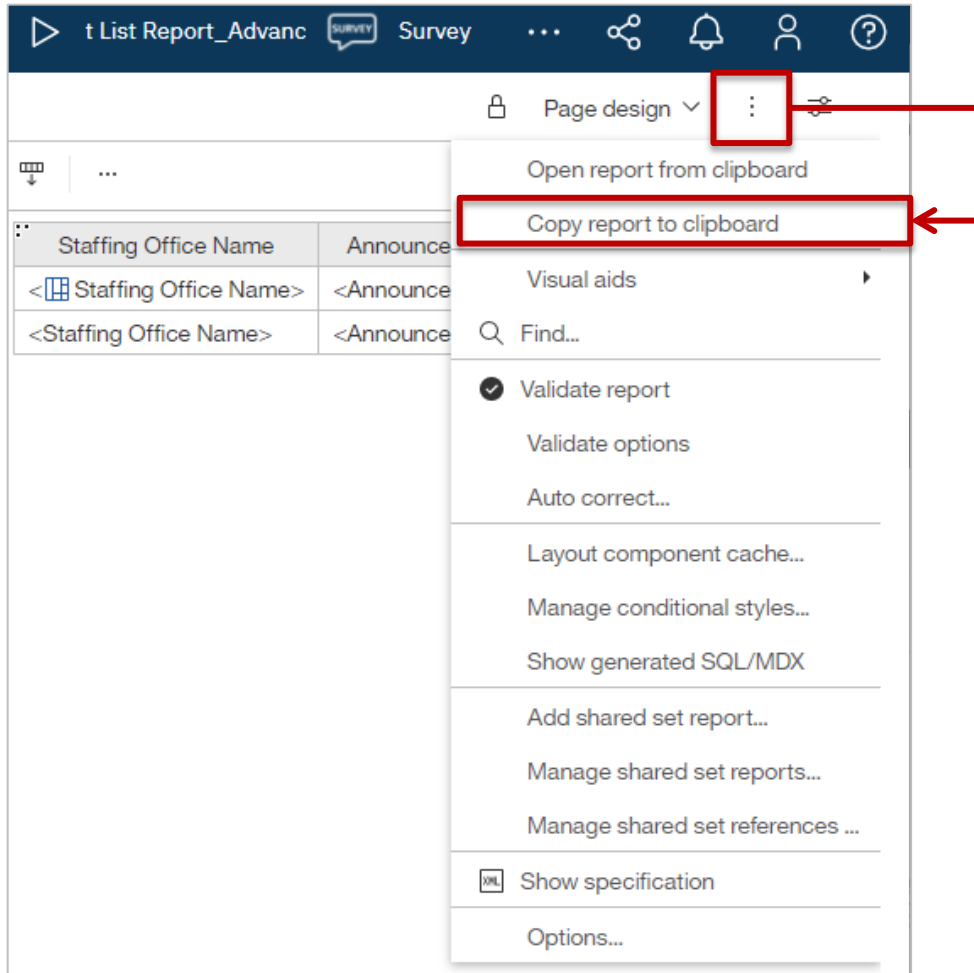 t List Report_Advanc SURVEY Survey ...
Page design
...
Open report from clipboard
Copy report to clipboard
Staffing Office Name Announce
Visual aids
<Staffing Office Name> <Announce
<Staffing Office Name> <Announce
Find...
Validate report
Validate options
Auto correct...
Layout component cache...
Manage conditional styles...
Show generated SQL/MDX
Add shared set report...
Manage shared set reports...
Manage shared set references ...
XML Show specification
Options...